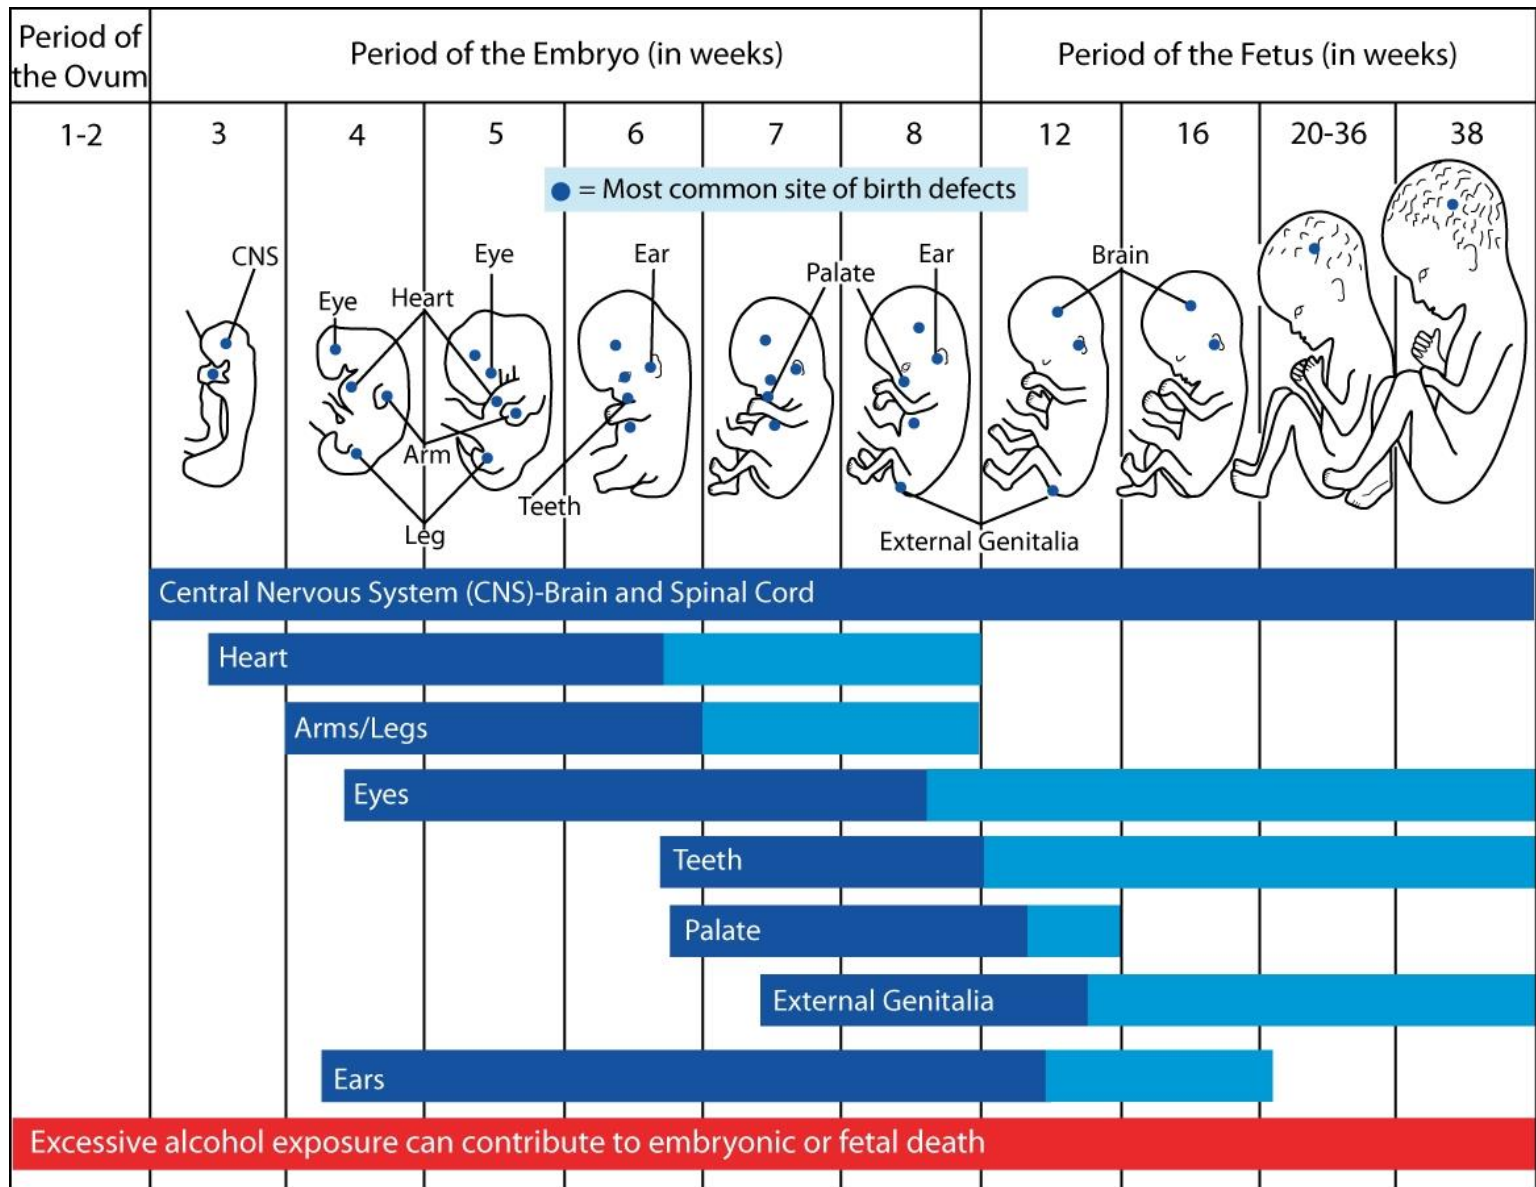 Period of
the Ovum
Period of the Embryo (in weeks)
Period of the Fetus (in weeks)
1-2
3
4
5
6
7
8
12
16
20-36
38
= Most common site of birth defects
CNS
Eye
Heart
Eye
Ear
Palate
Ear
Brain
Arm
Leg
Teeth
External Genitalia
Central Nervous System (CNS)-Brain and Spinal Cord
Heart
Arms/Legs
Eyes
Teeth
Palate
External Genitalia
Ears
Excessive alcohol exposure can contribute to embryonic or fetal death